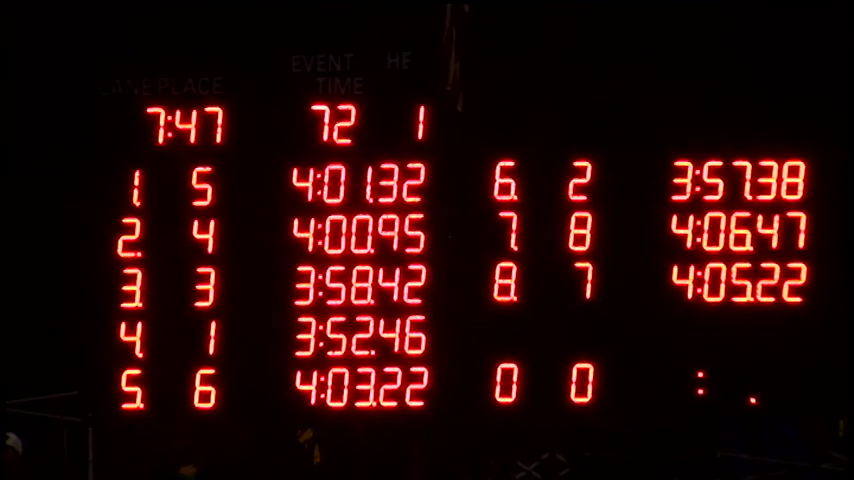 EVENT HE
LANE PLACE TIME
7:47 72 1
1. 5 4:01.32 6. 2 3:57.38
2. 4 4:00.95 7. 8 4:06.47
3. 3 3:58.42 8. 7 4:05.22
4. 1 3:52.46
5. 6 4:03.22 0 0 : .